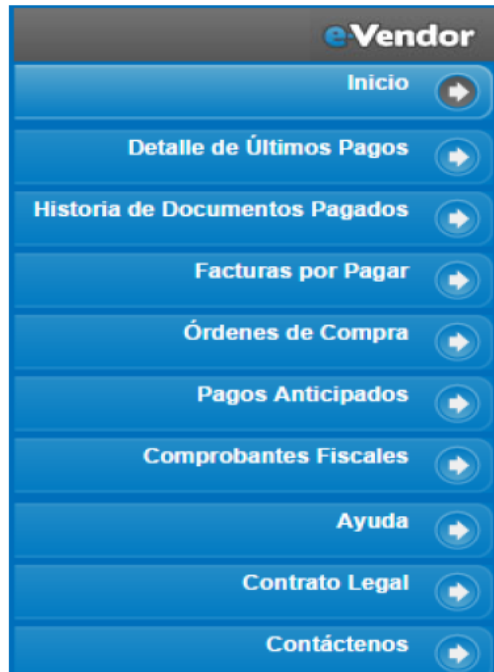 e-Vendor
Inicio
Detalle de Últimos Pagos
Historia de Documentos Pagados
Facturas por Pagar
Órdenes de Compra
Pagos Anticipados
Comprobantes Fiscales
Ayuda
Contrato Legal
Contáctenos